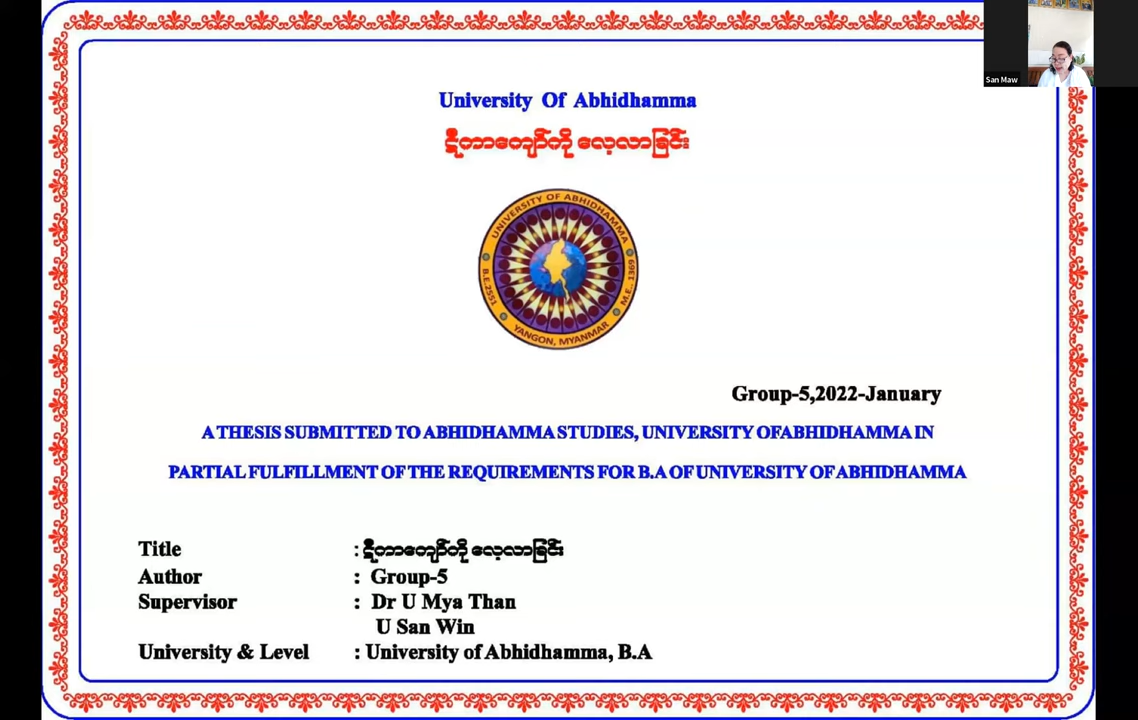 San Maw
University Of Abhidhamma
ဋီကာကျော်ကို လေ့လာခြင်း
UNIVERSITY OF ABHIDHAMMA
B.E.2551
M.E. 1369
YANGON, MYANMAR
Group-5,2022-January
A THESIS SUBMITTED TO ABHIDHAMMA STUDIES, UNIVERSITY OFABHIDHAMMA IN
PARTIAL FULFILLMENT OF THE REQUIREMENTS FOR B.A OF UNIVERSITY OF ABHIDHAMMA
Title : ဋီကာကျော်ကို လေ့လာခြင်း
Author : Group-5
Supervisor : Dr U Mya Than
U San Win
University & Level : University of Abhidhamma, B.A